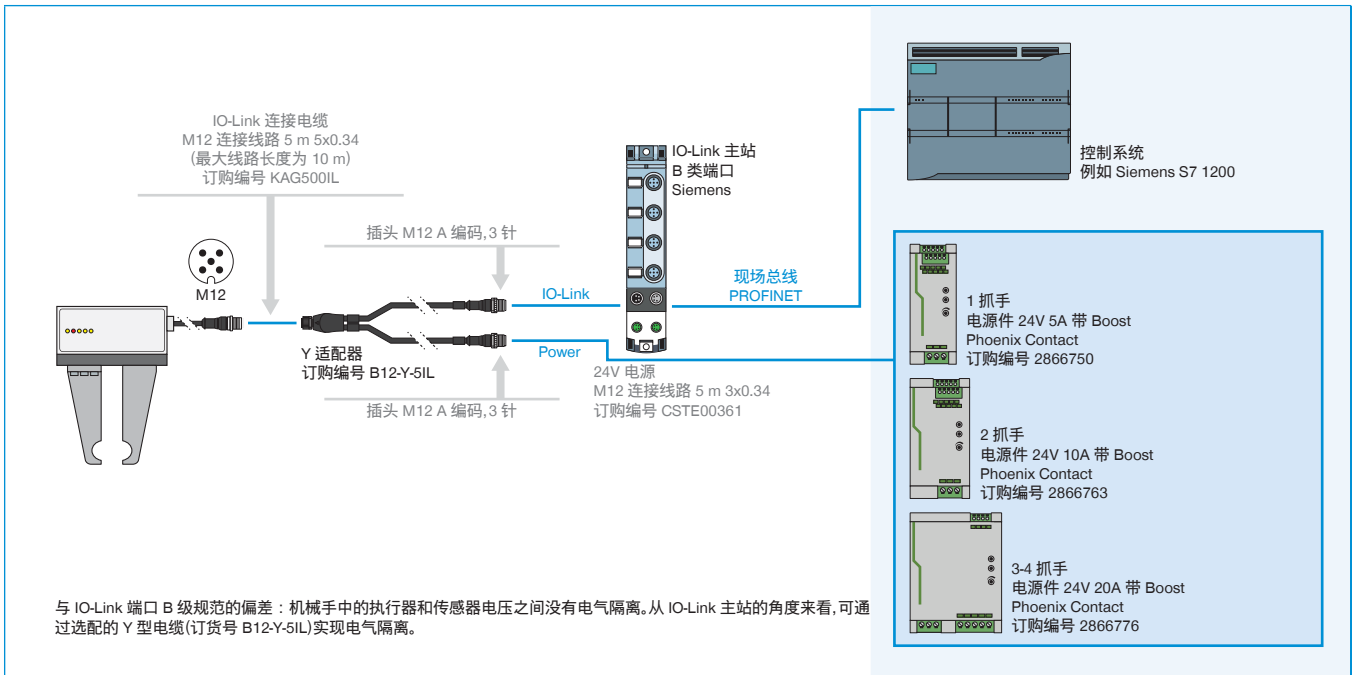 IO-Link 连接电缆
M12 连接线路 5 m 5x0.34
(最大线路长度为 10 m)
订购编号 KAG500IL
M12
插头 M12 A 编码,3 针
IO-Link
Y 适配器
订购编号 B12-Y-5IL
Power
插头 M12 A 编码,3 针
IO-Link 主站
B 类端口
Siemens
24V 电源
M12 连接线路 5 m 3x0.34
订购编号 CSTE00361
现场总线
PROFINET
控制系统
例如 Siemens S7 1200
1 抓手
电源件 24V 5A 带 Boost
Phoenix Contact
订购编号 2866750
2 抓手
电源件 24V 10A 带 Boost
Phoenix Contact
订购编号 2866763
3-4 抓手
电源件 24V 20A 带 Boost
Phoenix Contact
订购编号 2866776
与 IO-Link 端口 B 级规范的偏差：机械手中的执行器和传感器电压之间没有电气隔离。从 IO-Link 主站的角度来看,可通
过选配的 Y 型电缆(订货号 B12-Y-5IL)实现电气隔离。